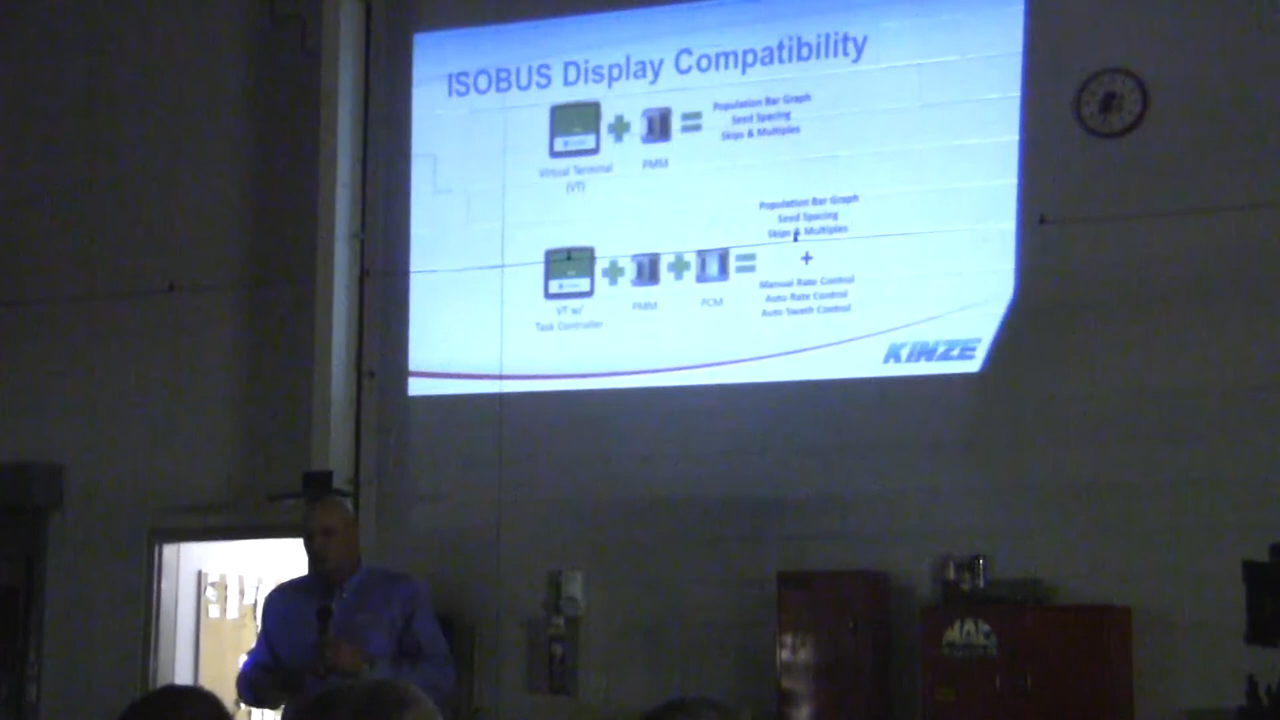 ISOBUS Display Compatibility
Population Bar Graph
Seed Spacing
Skips & Multiples
Virtual Terminal
(VT)
PMM
Population Bar Graph
Seed Spacing
Skips & Multiples
+
Manual Rate Control
Auto Rate Control
Auto Swath Control
VT w/
Task Controller
PMM
PCM
KINZE
MAC